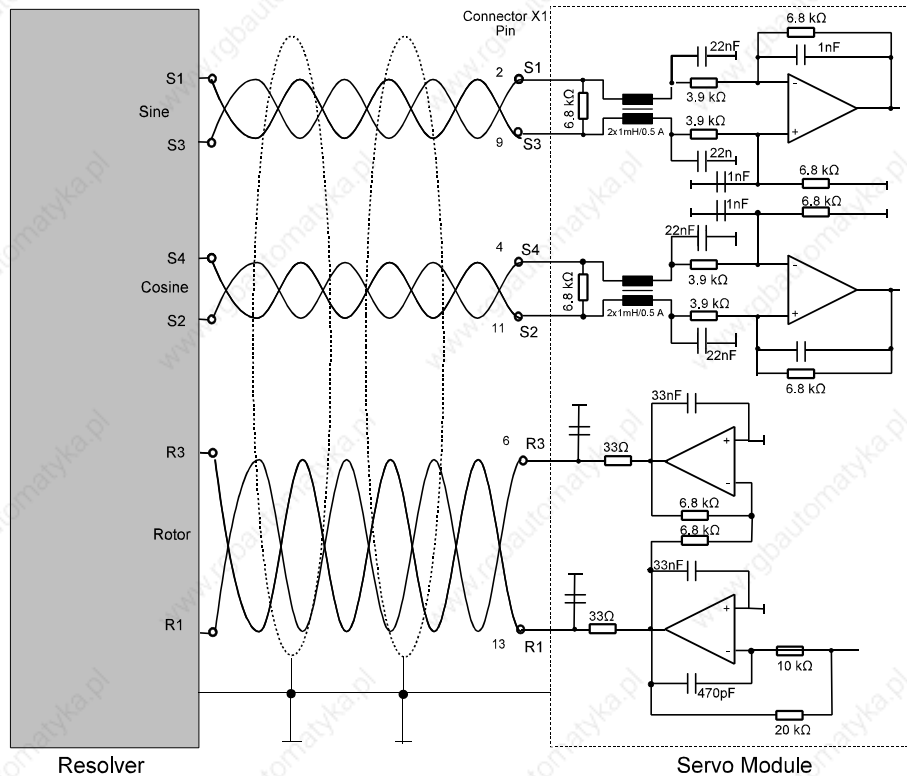 Connector X1
Pin
S1
Sine
S3
2
S1
9
S3
6.8 kΩ
2x1mH/0.5 A
22nF
3.9 kΩ
3.9 kΩ
22n
6.8 kΩ
1nF
-
+
1nF
6.8 kΩ
1nF
6.8 kΩ
S4
Cosine
S2
4
S4
11
S2
6.8 kΩ
2x1mH/0.5 A
22nF
3.9 kΩ
3.9 kΩ
22nF
-
+
6.8 kΩ
R3
Rotor
R1
6
R3
33Ω
33nF
+
-
6.8 kΩ
6.8 kΩ
33nF
13
R1
33Ω
+
-
10 kΩ
470pF
20 kΩ
Resolver
Servo Module
www.rgbautomatyka.pl